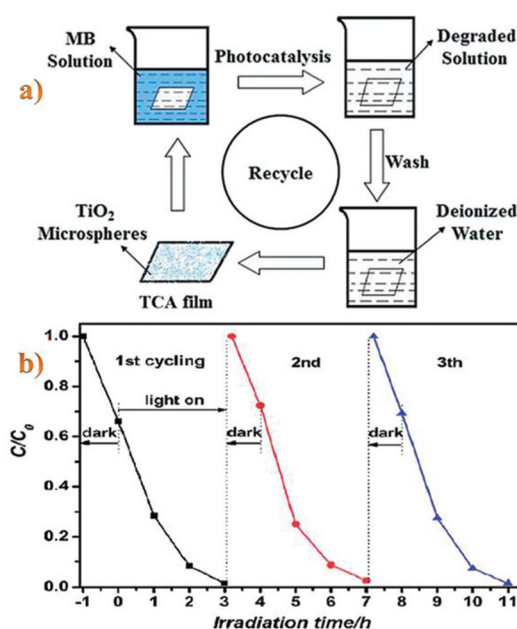 MB
Solution
Photocatalysis
Degraded
Solution
a)
Recycle
Wash
TiO₂
Microspheres
TCA film
Deionized
Water
b)
1st cycling
2nd
3th
light on
dark
dark
dark
C/C₀
1.0
0.8
0.6
0.4
0.2
0.0
-1 0 1 2 3 4 5 6 7 8 9 10 11
Irradiation time/h